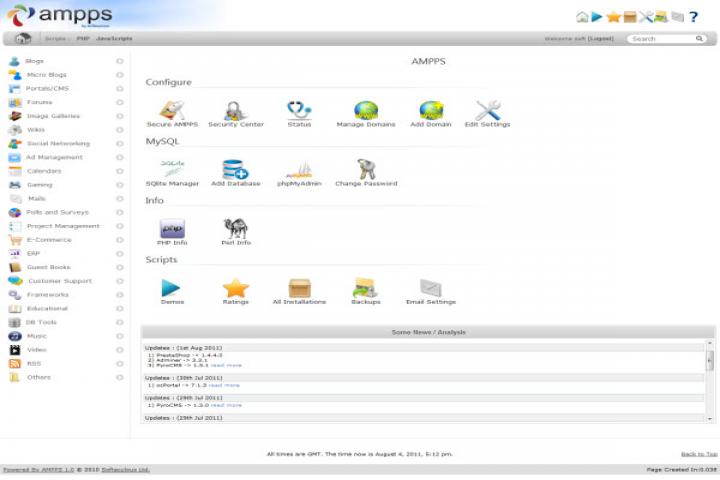 ampps
by Softaculous
Scripts : PHP JavaScripts
Welcome soft [Logout]
Search
Blogs
Micro Blogs
Portals/CMS
Forums
Image Galleries
Wikis
Social Networking
Ad Management
Calendars
Gaming
Mails
Polls and Surveys
Project Management
E-Commerce
ERP
Guest Books
Customer Support
Frameworks
Educational
DB Tools
Music
Video
RSS
Others
AMPPS
Configure
Secure AMPPS Security Center Status Manage Domains Add Domain Edit Settings
MySQL
SQLite
SQlite Manager Add Database phpMyAdmin Change Password
Info
php
PHP Info Perl Info
Scripts
Demos Ratings All Installations Backups Email Settings
Some News / Analysis
Updates : (1st Aug 2011)
1) PrestaShop -> 1.4.4.0
2) Adminer -> 3.3.1
3) PyroCMS -> 1.3.1 read more
Updates : (30th Jul 2011)
1) ocPortal -> 7.1.3 read more
Updates : (29th Jul 2011)
1) PyroCMS -> 1.3.0 read more
Updates : (29th Jul 2011)
All times are GMT. The time now is August 4, 2011, 5:12 pm.
Back to Top
Powered By AMPPS 1.0 © 2010 Softaculous Ltd.
Page Created In:0.038